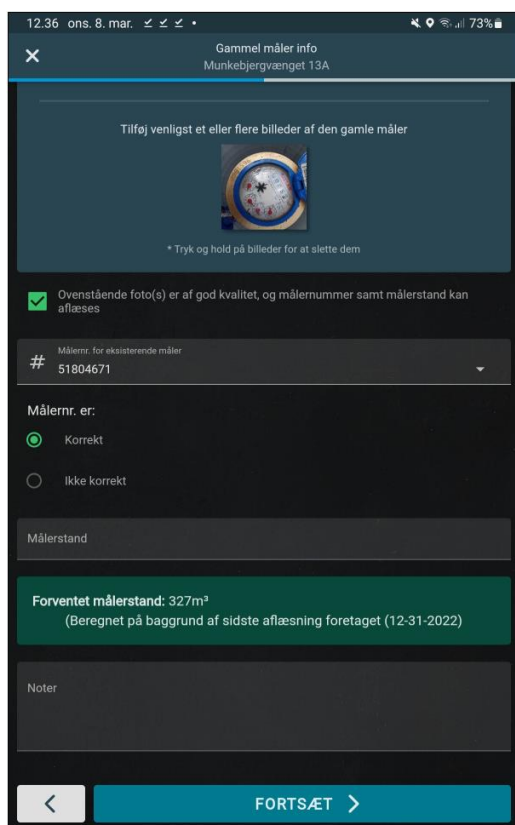 12.36 ons. 8. mar.
73%
Gammel måler info
Munkebjergvænget 13A
Tilføj venligst et eller flere billeder af den gamle måler
* Tryk og hold på billeder for at slette dem
Ovenstående foto(s) er af god kvalitet, og målernummer samt målerstand kan
aflæses
Målernr. for eksisterende måler
# 51804671
Målernr. er:
Korrekt
Ikke korrekt
Målerstand
Forventet målerstand: 327m³
(Beregnet på baggrund af sidste aflæsning foretaget (12-31-2022)
Noter
FORTSÆT